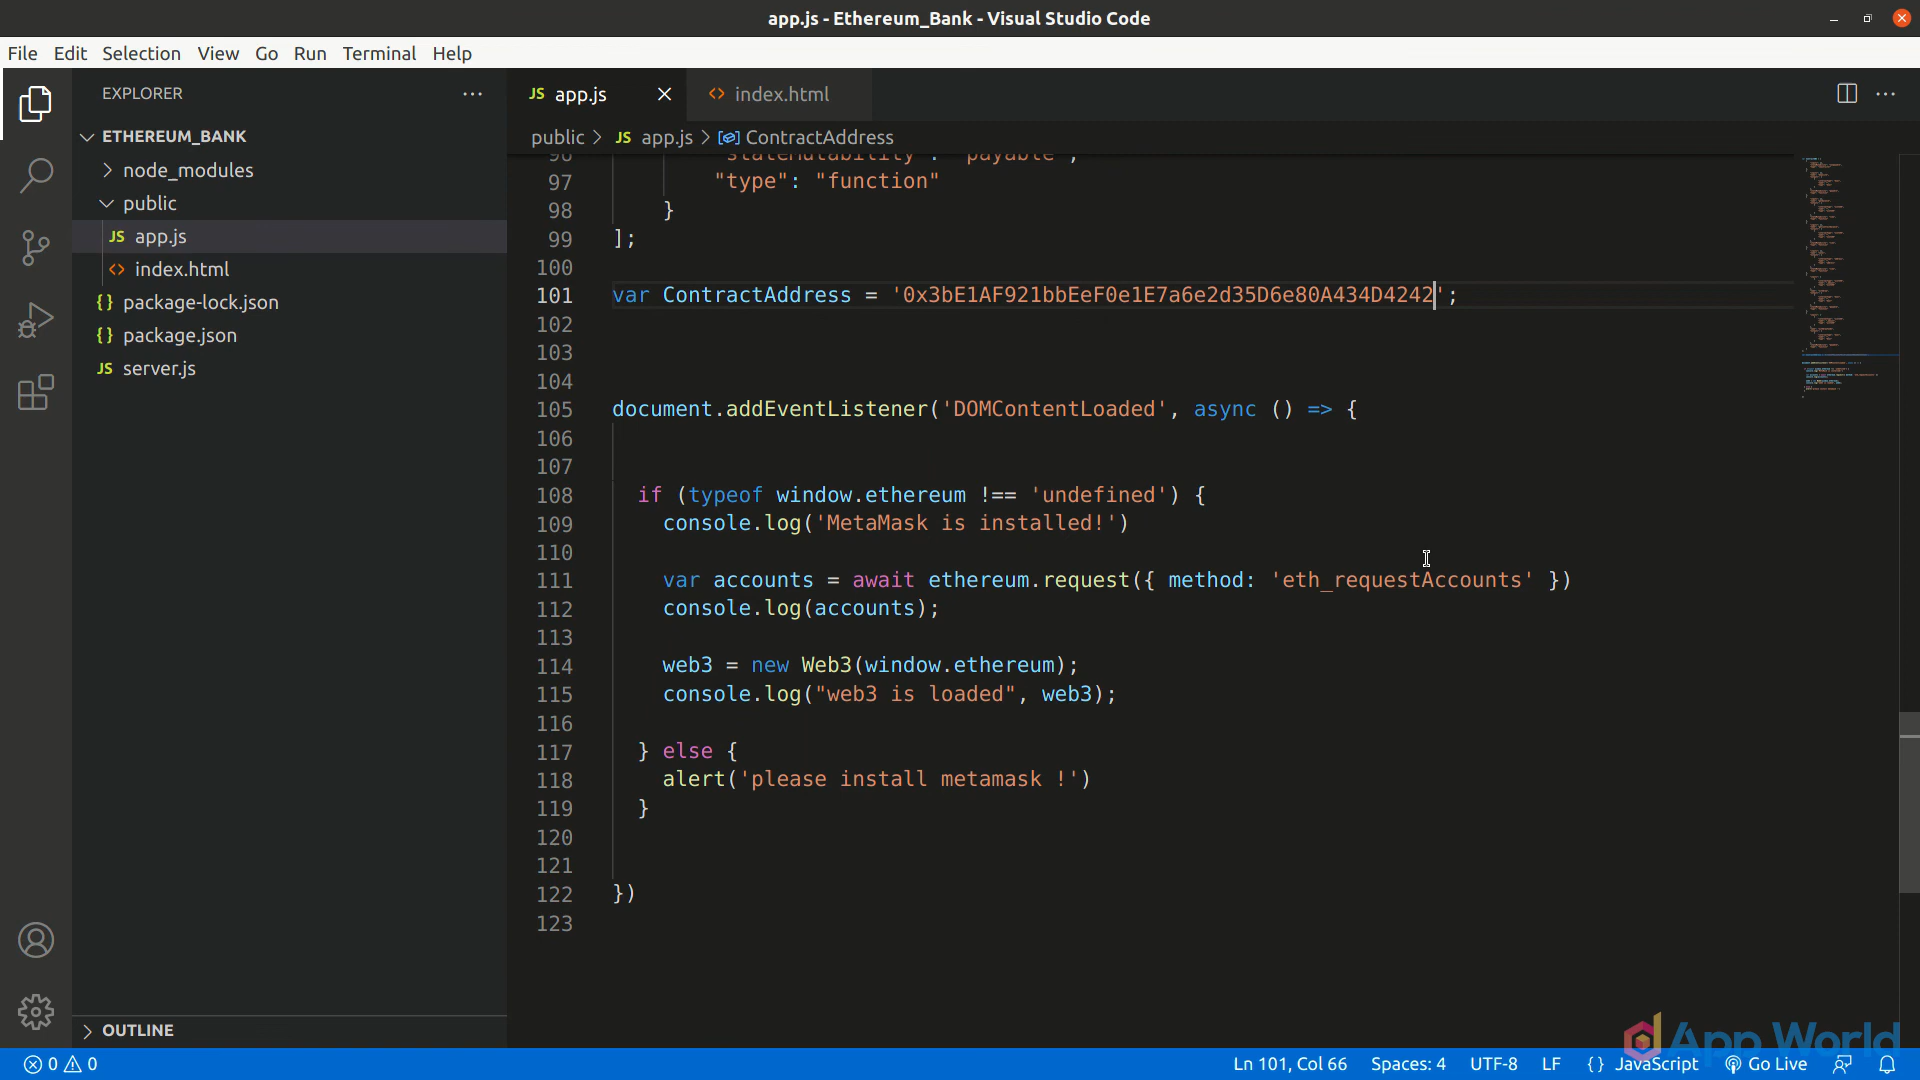 app.js - Ethereum_Bank - Visual Studio Code
File Edit Selection View Go Run Terminal Help
EXPLORER
ETHEREUM_BANK
node_modules
public
JS app.js
<> index.html
{} package-lock.json
{} package.json
JS server.js
OUTLINE
JS app.js
<> index.html
public > JS app.js > ContractAddress
96 "stateMutability": "payable",
97 "type": "function"
98 }
99 ];
100
101 var ContractAddress = '0x3bE1AF921bbEeF0e1E7a6e2d35D6e80A434D4242';
102
103
104
105 document.addEventListener('DOMContentLoaded', async () => {
106
107
108 if (typeof window.ethereum !== 'undefined') {
109 console.log('MetaMask is installed!')
110
111 var accounts = await ethereum.request({ method: 'eth_requestAccounts' })
112 console.log(accounts);
113
114 web3 = new Web3(window.ethereum);
115 console.log("web3 is loaded", web3);
116
117 } else {
118 alert('please install metamask !')
119 }
120
121
122 })
123
dApp World
0 0
Ln 101, Col 66 Spaces: 4 UTF-8 LF {} JavaScript Go Live